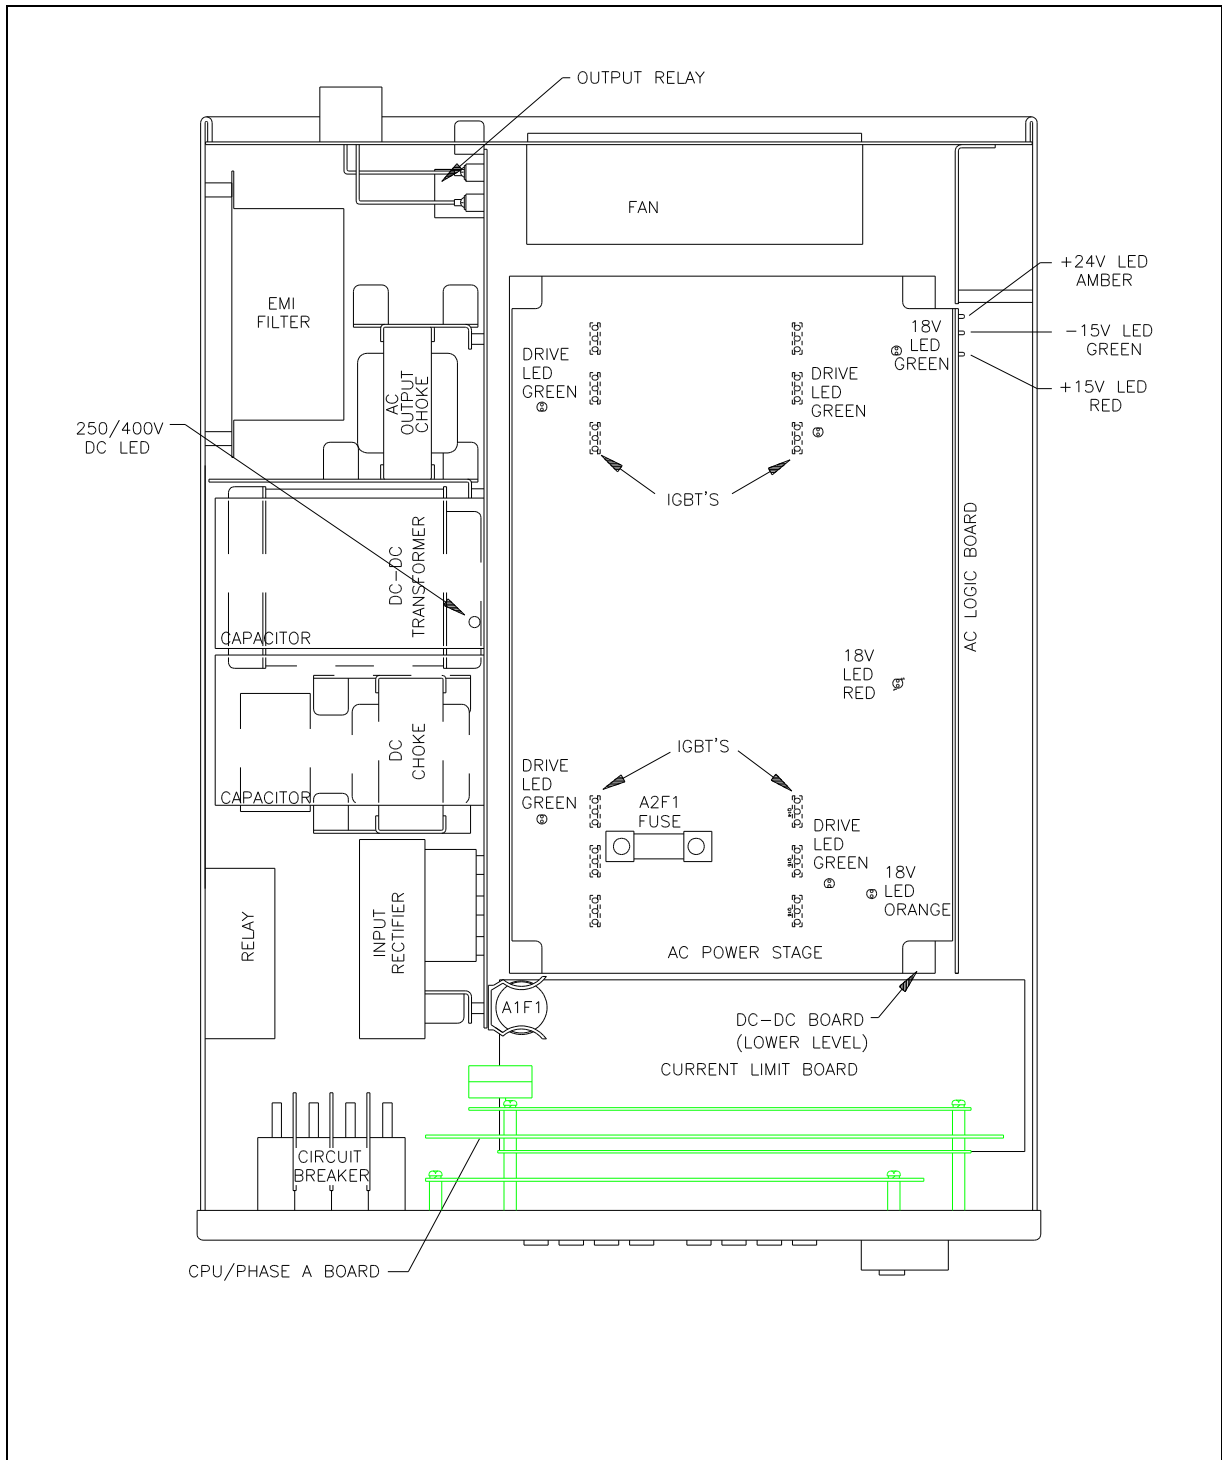 OUTPUT RELAY
FAN
+24V LED
AMBER
EMI
FILTER
18V
LED
GREEN
-15V LED
GREEN
DRIVE
LED
GREEN
DRIVE
LED
GREEN
+15V LED
RED
AC
OUTPUT
CHOKE
250/400V
DC LED
IGBT'S
AC LOGIC BOARD
DC-DC
TRANSFORMER
CAPACITOR
18V
LED
RED
DC
CHOKE
IGBT'S
DRIVE
LED
GREEN
CAPACITOR
A2F1
FUSE
DRIVE
LED
GREEN
18V
LED
ORANGE
RELAY
INPUT
RECTIFIER
AC POWER STAGE
A1F1
DC-DC BOARD
(LOWER LEVEL)
CURRENT LIMIT BOARD
CIRCUIT
BREAKER
CPU/PHASE A BOARD